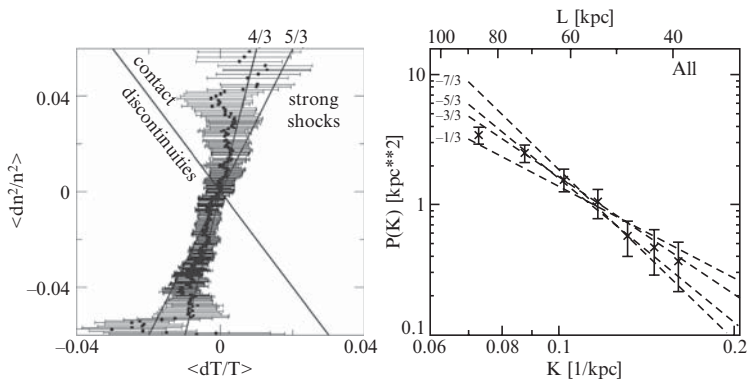 4/3 5/3
contact
discontinuities
strong
shocks
0.04
0
−0.04
<dn²/n²>
−0.04 0 0.04
<dT/T>
L [kpc]
100 80 60 40
All
10
1
0.1
P(K) [kpc**2]
−7/3
−5/3
−3/3
−1/3
0.06 0.08 0.1 0.2
K [1/kpc]